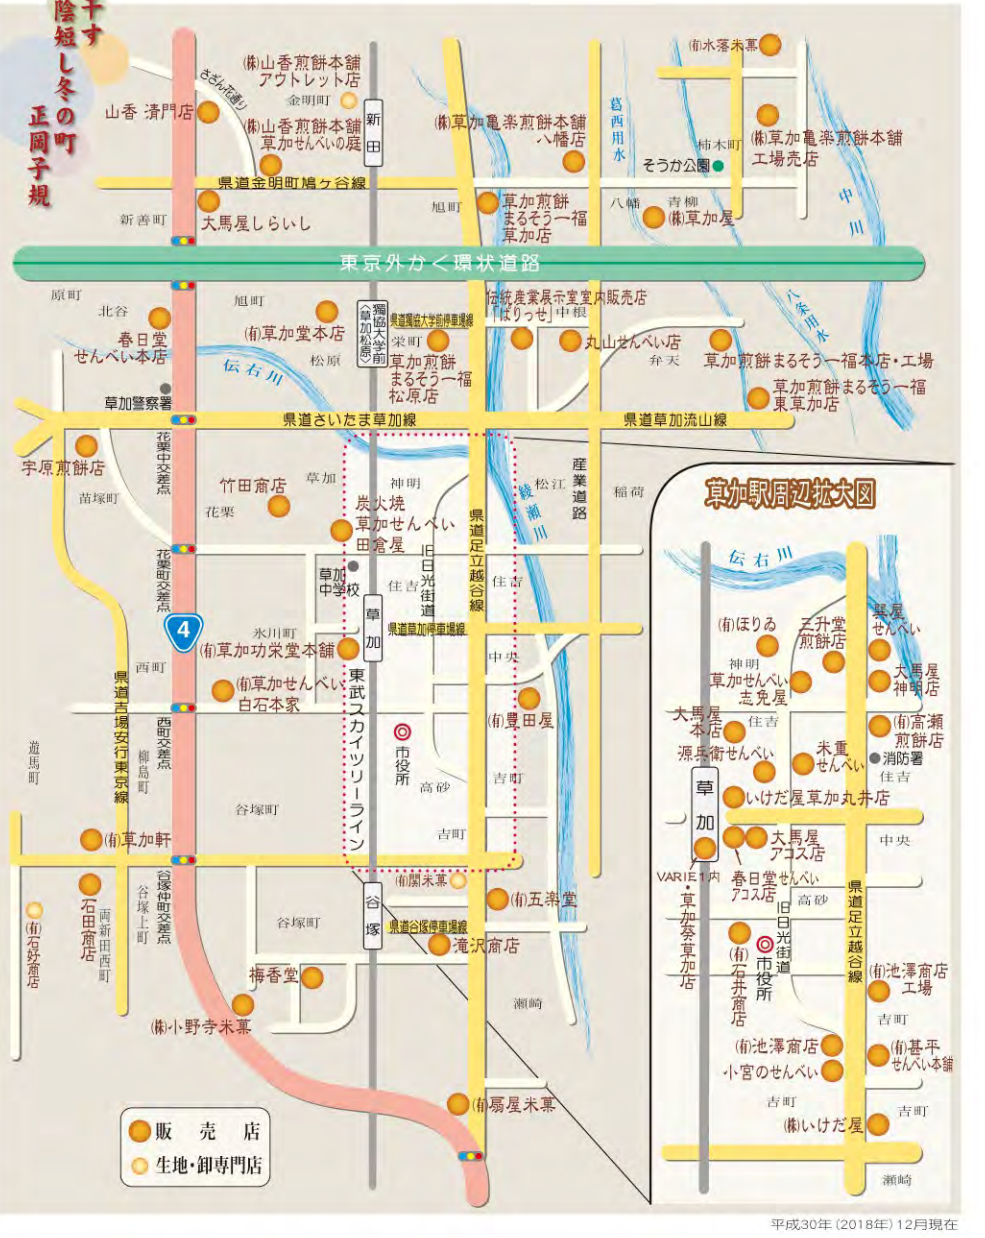 干す
陰短し冬の町
正岡子規
さざん花通り
(株)山香煎餅本舗
アウトレット店
金明町
山香 清門店
(株)山香煎餅本舗
草加せんべいの庭
新田
(有)水落米菓
(株)草加亀楽煎餅本舗
八幡店
葛西用水
柿木町
(株)草加亀楽煎餅本舗
工場売店
そうか公園
中川
県道金明町鳩ヶ谷線
新善町
大馬屋しらいし
旭町
草加煎餅
まるそう一福
草加店
八幡
青柳
(株)草加屋
東京外かく環状道路
原町
北谷
旭町
春日堂
せんべい本店
(有)草加堂本店
松原
獨協大学前
〈草加松原〉
県道獨協大学前停車場線
栄町
草加煎餅
まるそう一福
松原店
伝統産業展示室室内販売店
「ぱりっせ」
中根
丸山せんべい店
弁天
八条用水
草加煎餅まるそう一福本店・工場
草加煎餅まるそう一福
東草加店
伝右川
草加警察署
県道さいたま草加線
県道草加流山線
花栗中交差点
宇原煎餅店
苗塚町
竹田商店
花栗
草加
神明
炭火焼
草加せんべい
田倉屋
松江
綾瀬川
産業道路
稲荷
県道足立越谷線
旧日光街道
花栗町交差点
草加
中学校
住吉
住吉
4
氷川町
草加
県道草加停車場線
(有)草加功栄堂本舗
西町
中央
(有)草加せんべい
白石本家
東武スカイツリーライン
(有)豊田屋
県道吉場安行東京線
西町交差点
遊馬町
柳島町
市役所
高砂
吉町
谷塚町
吉町
(有)草加軒
谷塚仲町交差点
(有)関米菓
(有)五楽堂
石田商店
両新田西町
谷塚上町
(有)石好商店
谷塚町
谷塚
県道谷塚停車場線
滝沢商店
梅香堂
(株)小野寺米菓
瀬崎
(有)扇屋米菓
販売店
生地・卸専門店
草加駅周辺拡大図
伝右川
(有)ほりゐ
三升堂
煎餅店
巽屋
せんべい
神明
草加せんべい
志免屋
大馬屋
神明店
大馬屋
本店
住吉
(有)高瀬
煎餅店
源兵衛せんべい
米重
せんべい
消防署
住吉
草加
いけだ屋草加丸井店
大馬屋
アコス店
中央
VARIE1内
・草加葵草加店
春日堂せんべい
アコス店
高砂
旧日光街道
県道足立越谷線
(有)石井商店
市役所
(有)池澤商店
工場
吉町
(有)池澤商店
小宮のせんべい
(有)甚平
せんべい本舗
吉町
吉町
(株)いけだ屋
瀬崎
平成30年(2018年)12月現在